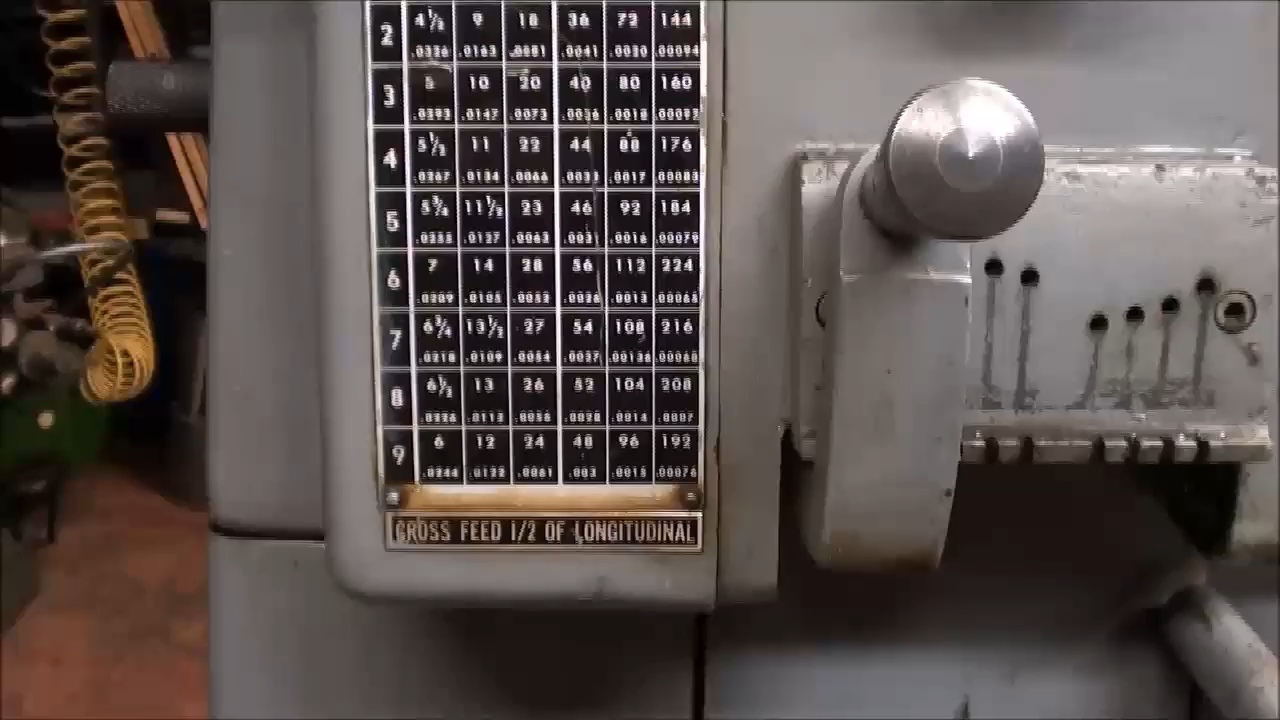 2 4½ 9 18 36 72 144
.0326 .0163 .0081 .0041 .0020 .00094
3 5 10 20 40 80 160
.0293 .0147 .0073 .0036 .0018
4 5½ 11 22 44 88 176
.0267 .0134 .0066 .0033 .0017 .00083
5 5¾ 11½ 23 46 92 184
.0255 .0127 .0063 .0031 .0016 .00079
6 7 14 28 56 112 224
.0209 .0105 .0052 .0026 .0013 .00065
7 6¾ 13½ 27 54 108 216
.0218 .0109 .0054 .0027 .00136 .00068
8 6½ 13 26 52 104 208
.0226 .0113 .0056 .0028 .0014 .0007
9 6 12 24 48 96 192
.0244 .0122 .0061 .003 .0015 .00076
CROSS FEED 1/2 OF LONGITUDINAL